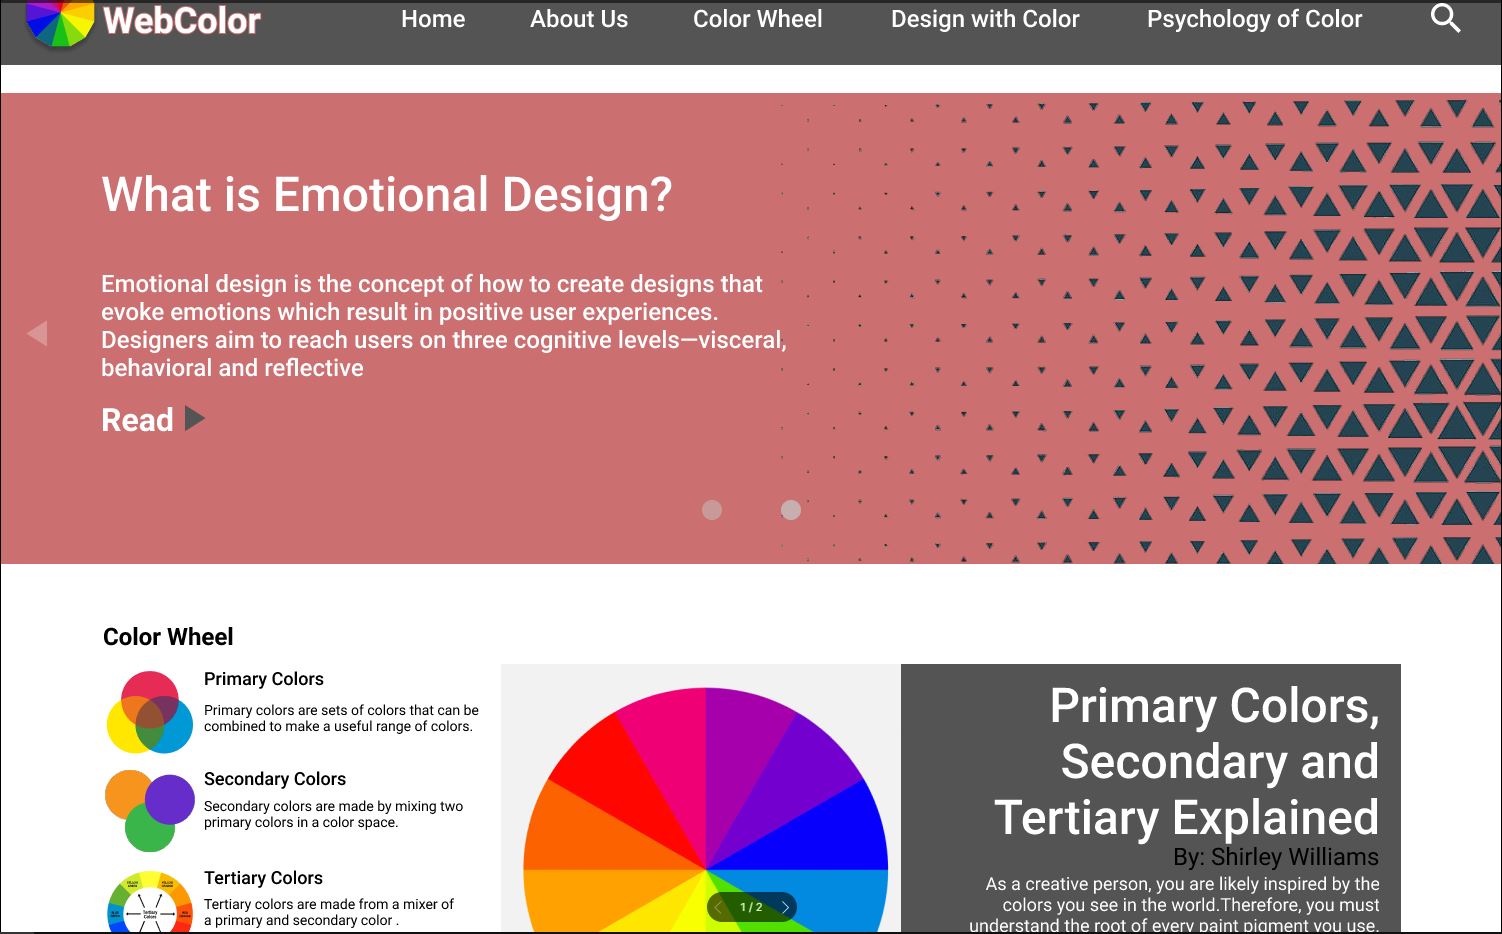 WebColor
Home
About Us
Color Wheel
Design with Color
Psychology of Color
What is Emotional Design?
Emotional design is the concept of how to create designs that
evoke emotions which result in positive user experiences.
Designers aim to reach users on three cognitive levels—visceral,
behavioral and reflective
Read
Color Wheel
Primary Colors
Primary colors are sets of colors that can be
combined to make a useful range of colors.
Secondary Colors
Secondary colors are made by mixing two
primary colors in a color space.
Tertiary Colors
Tertiary colors are made from a mixer of
a primary and secondary color .
Tertiary
Colors
1 / 2
Primary Colors,
Secondary and
Tertiary Explained
By: Shirley Williams
As a creative person, you are likely inspired by the
colors you see in the world.Therefore, you must
understand the root of every paint pigment you use.